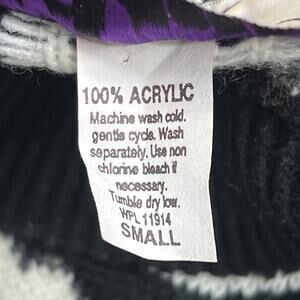 100% ACRYLIC
Machine wash cold.
gentle cycle. Wash
separately. Use non
chlorine bleach if
necessary.
Tumble dry low.
WPL 11914
SMALL